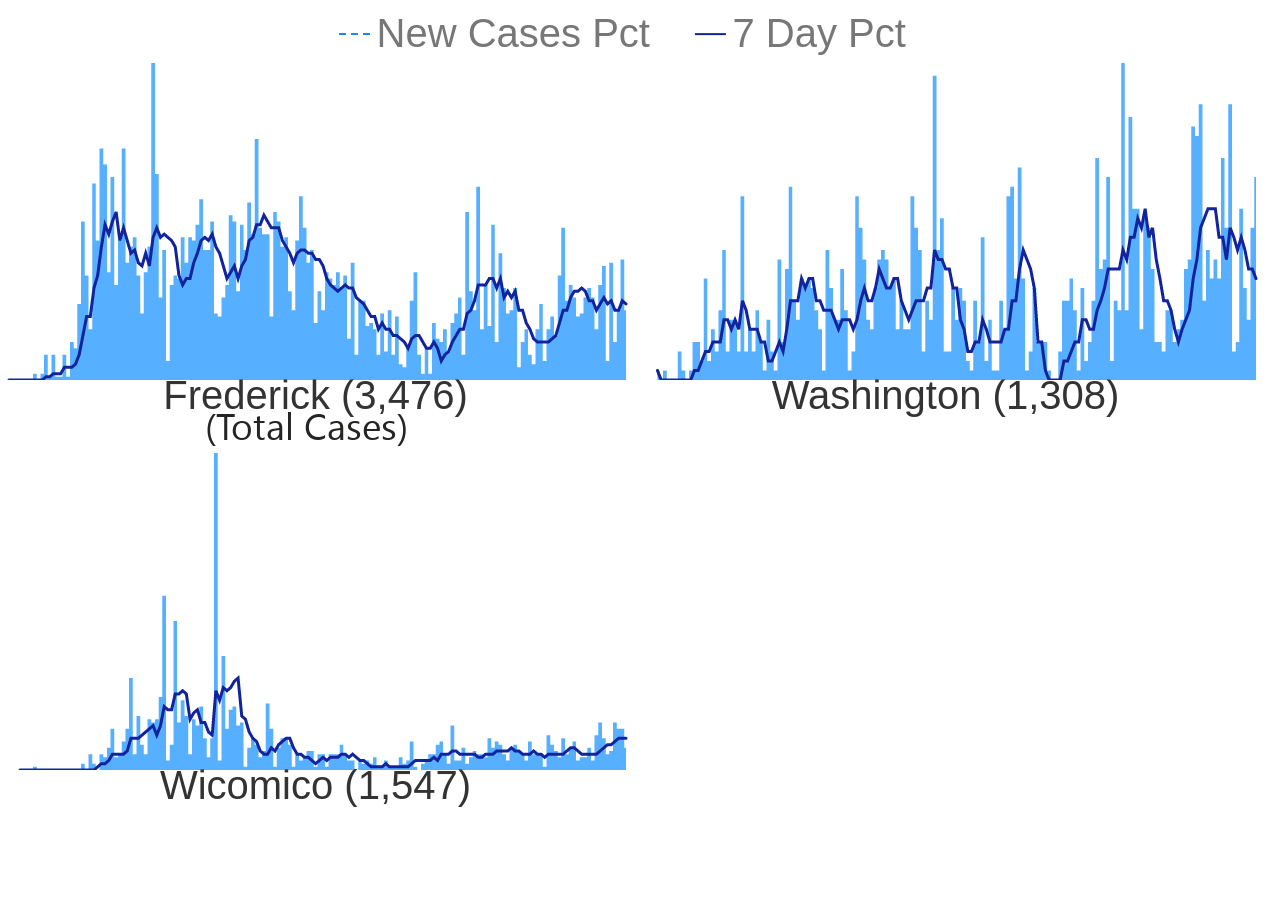 New Cases Pct 7 Day Pct
Frederick (3,476) Washington (1,308)
(Total Cases)
Wicomico (1,547)